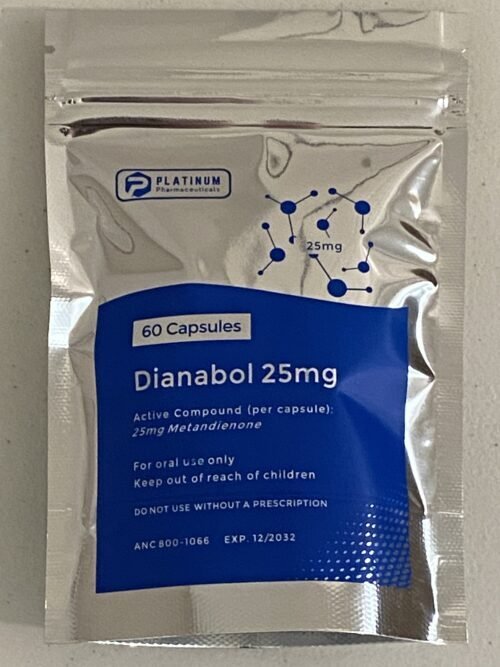 PLATINUM
Pharmaceuticals
25mg
60 Capsules
Dianabol 25mg
Active Compound (per capsule):
25mg Metandienone
For oral use only
Keep out of reach of children
DO NOT USE WITHOUT A PRESCRIPTION
ANC 800-1066 EXP. 12/2032